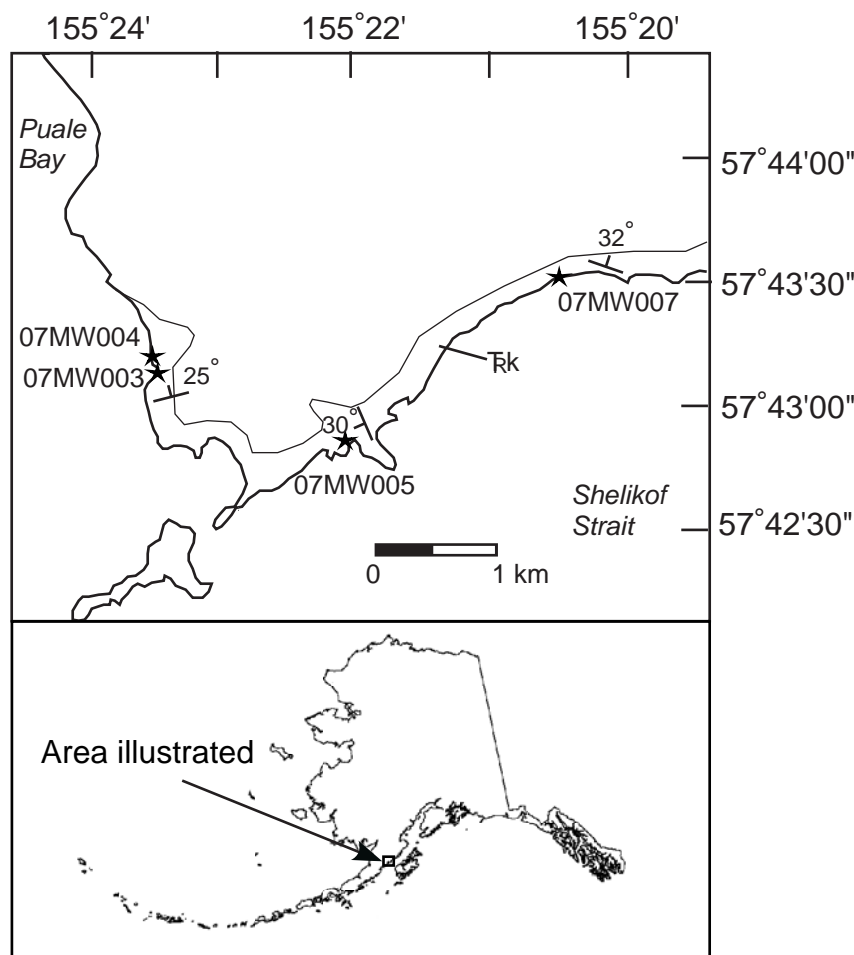 155°24'
155°22'
155°20'
Puale
Bay
57°44'00"
32°
57°43'30"
07MW007
07MW004
07MW003
25°
Ꞧk
57°43'00"
30°
07MW005
Shelikof
Strait
57°42'30"
0
1 km
Area illustrated